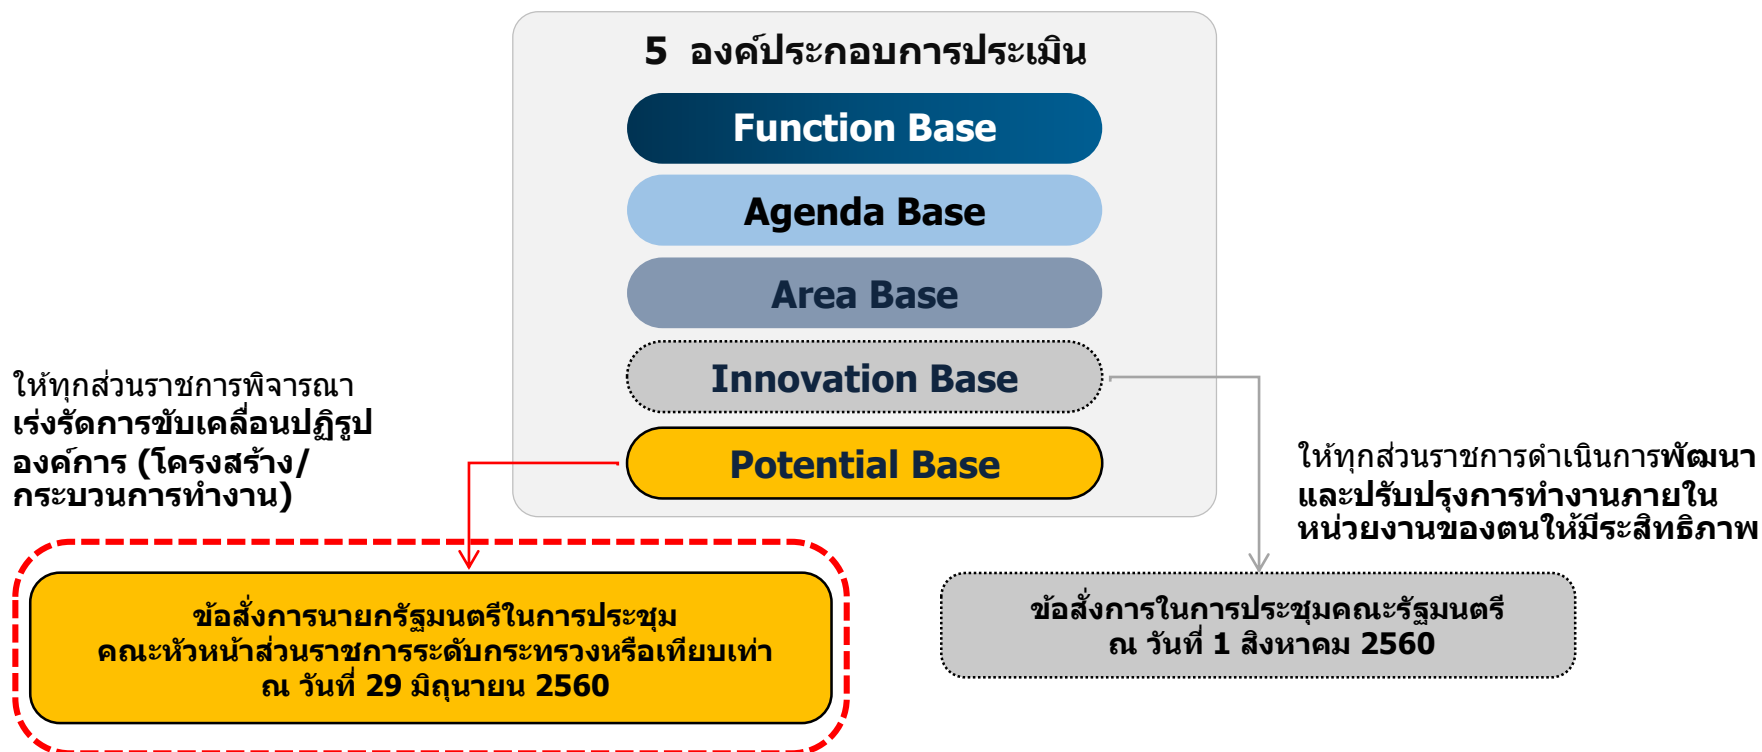 5 องค์ประกอบการประเมิน
Function Base
Agenda Base
Area Base
Innovation Base
Potential Base
ให้ทุกส่วนราชการพิจารณา
เร่งรัดการขับเคลื่อนปฏิรูป
องค์การ (โครงสร้าง/
กระบวนการทำงาน)
ให้ทุกส่วนราชการดำเนินการพัฒนา
และปรับปรุงการทำงานภายใน
หน่วยงานของตนให้มีระสิทธิภาพ
ข้อสั่งการนายกรัฐมนตรีในการประชุม
คณะหัวหน้าส่วนราชการระดับกระทรวงหรือเทียบเท่า
ณ วันที่ 29 มิถุนายน 2560
ข้อสั่งการในการประชุมคณะรัฐมนตรี
ณ วันที่ 1 สิงหาคม 2560